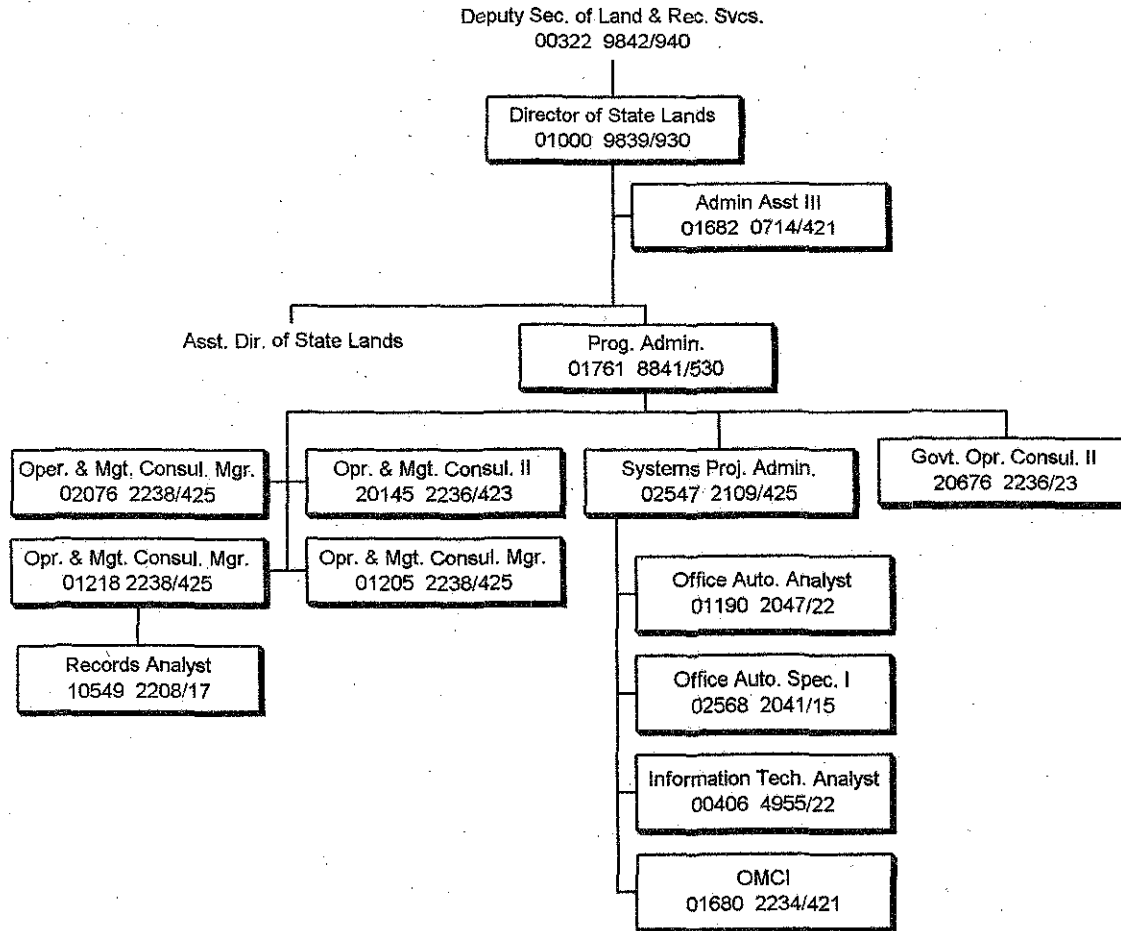 Deputy Sec. of Land & Rec. Svcs.
00322 9842/940
Director of State Lands
01000 9839/930
Admin Asst III
01682 0714/421
Asst. Dir. of State Lands
Prog. Admin.
01761 8841/530
Oper. & Mgt. Consul. Mgr.
02076 2238/425
Opr. & Mgt. Consul. II
20145 2236/423
Systems Proj. Admin.
02547 2109/425
Govt. Opr. Consul. II
20676 2236/23
Opr. & Mgt. Consul. Mgr.
01218 2238/425
Opr. & Mgt. Consul. Mgr.
01205 2238/425
Records Analyst
10549 2208/17
Office Auto. Analyst
01190 2047/22
Office Auto. Spec. I
02568 2041/15
Information Tech. Analyst
00406 4955/22
OMCI
01680 2234/421